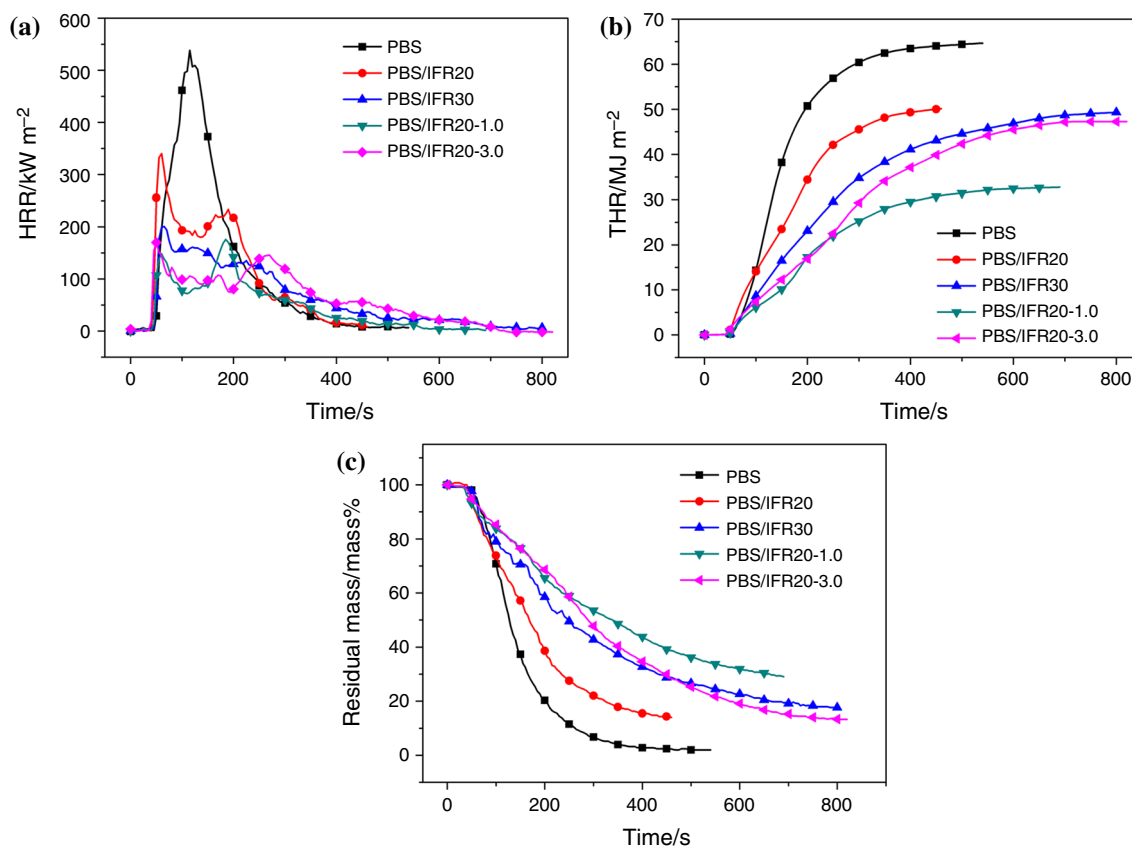 (a)
600
500
400
300
200
100
0
HRR/kW m⁻²
PBS
PBS/IFR20
PBS/IFR30
PBS/IFR20-1.0
PBS/IFR20-3.0
0 200 400 600 800
Time/s
(b)
70
60
50
40
30
20
10
0
THR/MJ m⁻²
PBS
PBS/IFR20
PBS/IFR30
PBS/IFR20-1.0
PBS/IFR20-3.0
0 200 400 600 800
Time/s
(c)
100
80
60
40
20
0
Residual mass/mass%
PBS
PBS/IFR20
PBS/IFR30
PBS/IFR20-1.0
PBS/IFR20-3.0
0 200 400 600 800
Time/s